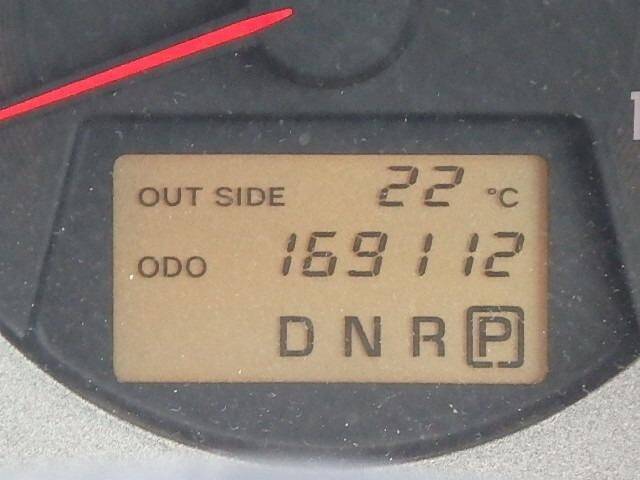 OUT SIDE 22 °C
ODO 169112
D N R P